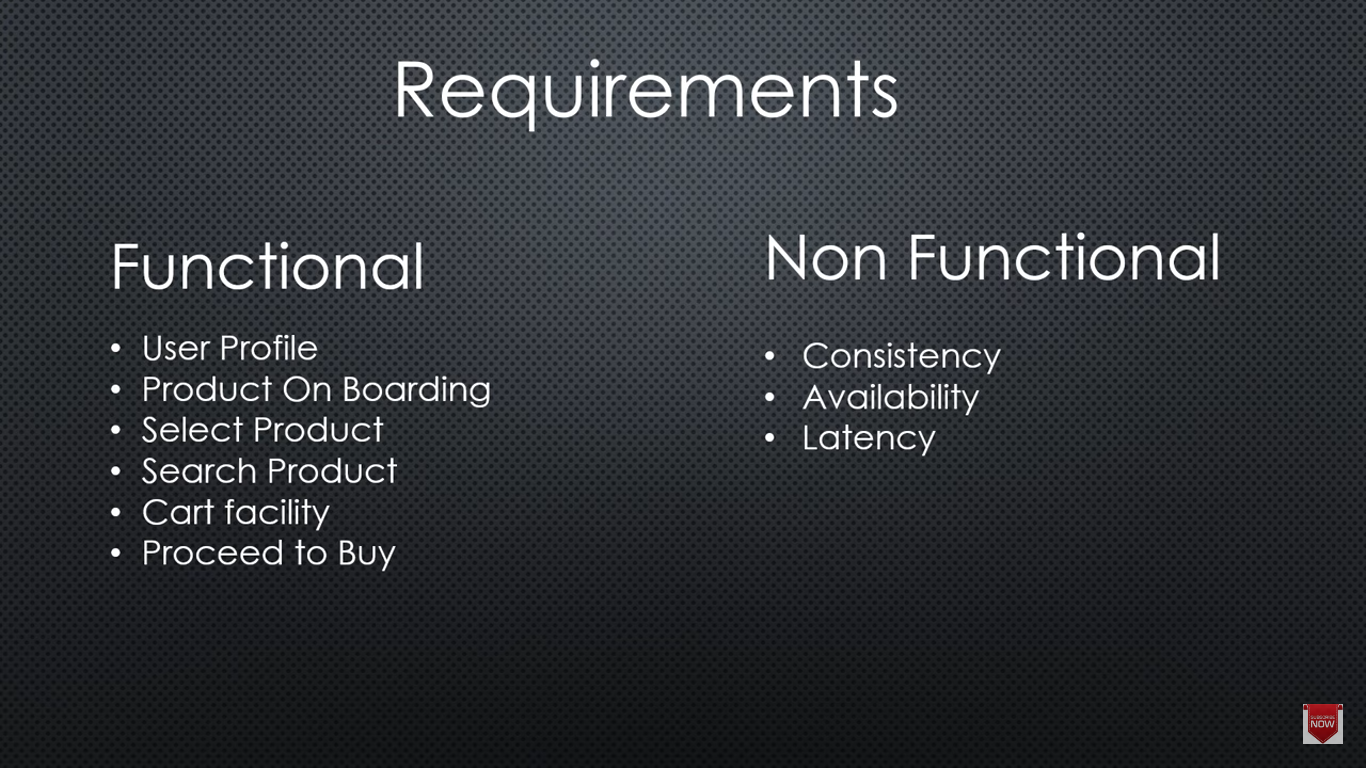 Requirements
Functional
• User Profile
• Product On Boarding
• Select Product
• Search Product
• Cart facility
• Proceed to Buy
Non Functional
• Consistency
• Availability
• Latency
SUBSCRIBE
NOW